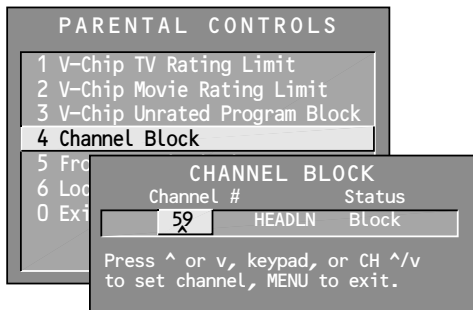 PARENTAL CONTROLS
1 V-Chip TV Rating Limit
2 V-Chip Movie Rating Limit
3 V-Chip Unrated Program Block
4 Channel Block
5 Fro
6 Loc
0 Exi
CHANNEL BLOCK
Channel # Status
59 HEADLN Block
Press ^ or v, keypad, or CH ^/v
to set channel, MENU to exit.